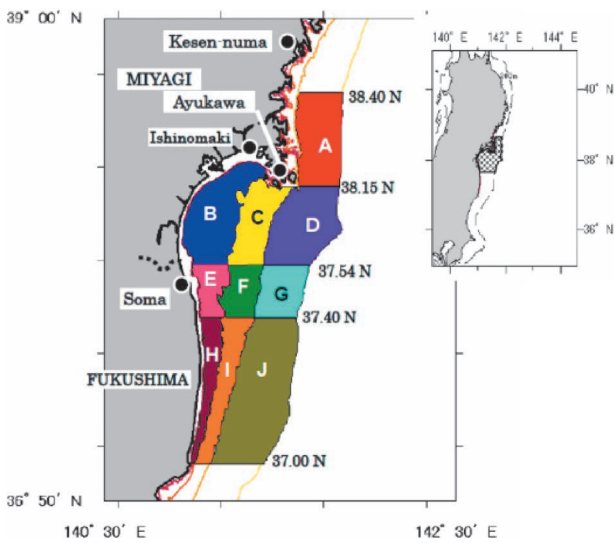 39° 00' N
Kesen-numa
MIYAGI
Ayukawa
Ishinomaki
38.40 N
A
38.15 N
B
C
D
37.54 N
E
F
G
Soma
37.40 N
H
I
J
FUKUSHIMA
37.00 N
36° 50' N
140° 30' E
142° 30' E
140° E
142° E
144° E
40° N
38° N
36° N